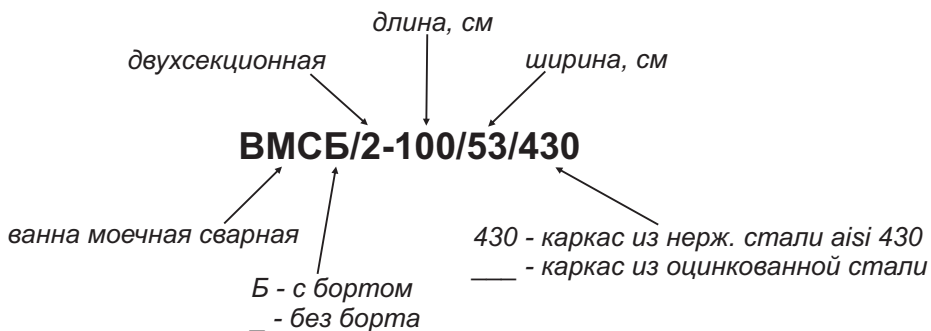 длина, см
двухсекционная
ширина, см
ВМСБ/2-100/53/430
ванна моечная сварная
430 - каркас из нерж. стали aisi 430
___ - каркас из оцинкованной стали
Б - с бортом
_ - без борта